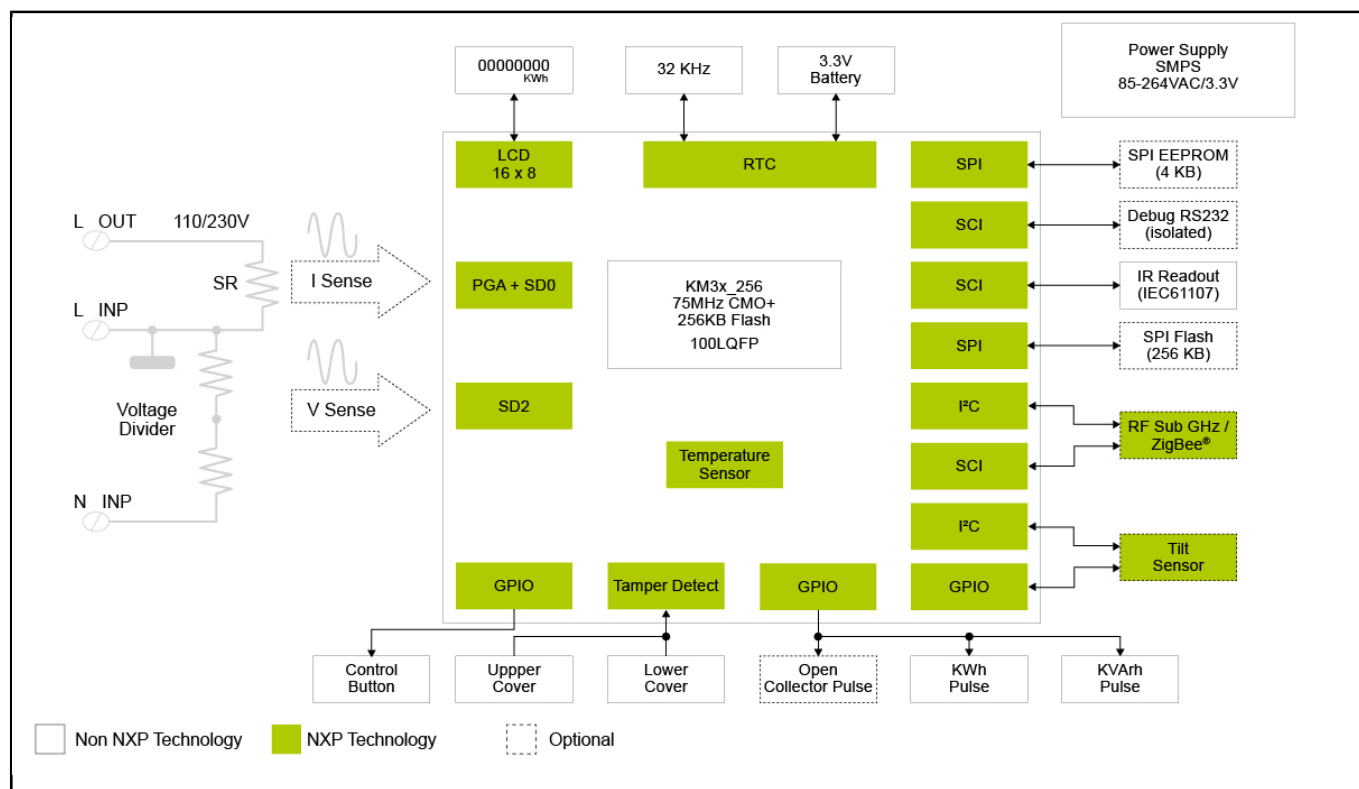 00000000
KWh
32 KHz
3.3V
Battery
Power Supply
SMPS
85-264VAC/3.3V
LCD
16 x 8
RTC
SPI
SPI EEPROM
(4 KB)
SCI
Debug RS232
(isolated)
L OUT
110/230V
SR
I Sense
PGA + SD0
KM3x_256
75MHz CMO+
256KB Flash
100LQFP
SCI
IR Readout
(IEC61107)
L INP
SPI
SPI Flash
(256 KB)
Voltage
Divider
V Sense
SD2
I²C
RF Sub GHz /
ZigBee®
Temperature
Sensor
SCI
N INP
I²C
Tilt
Sensor
GPIO
Tamper Detect
GPIO
GPIO
Control
Button
Uppper
Cover
Lower
Cover
Open
Collector Pulse
KWh
Pulse
KVArh
Pulse
Non NXP Technology
NXP Technology
Optional